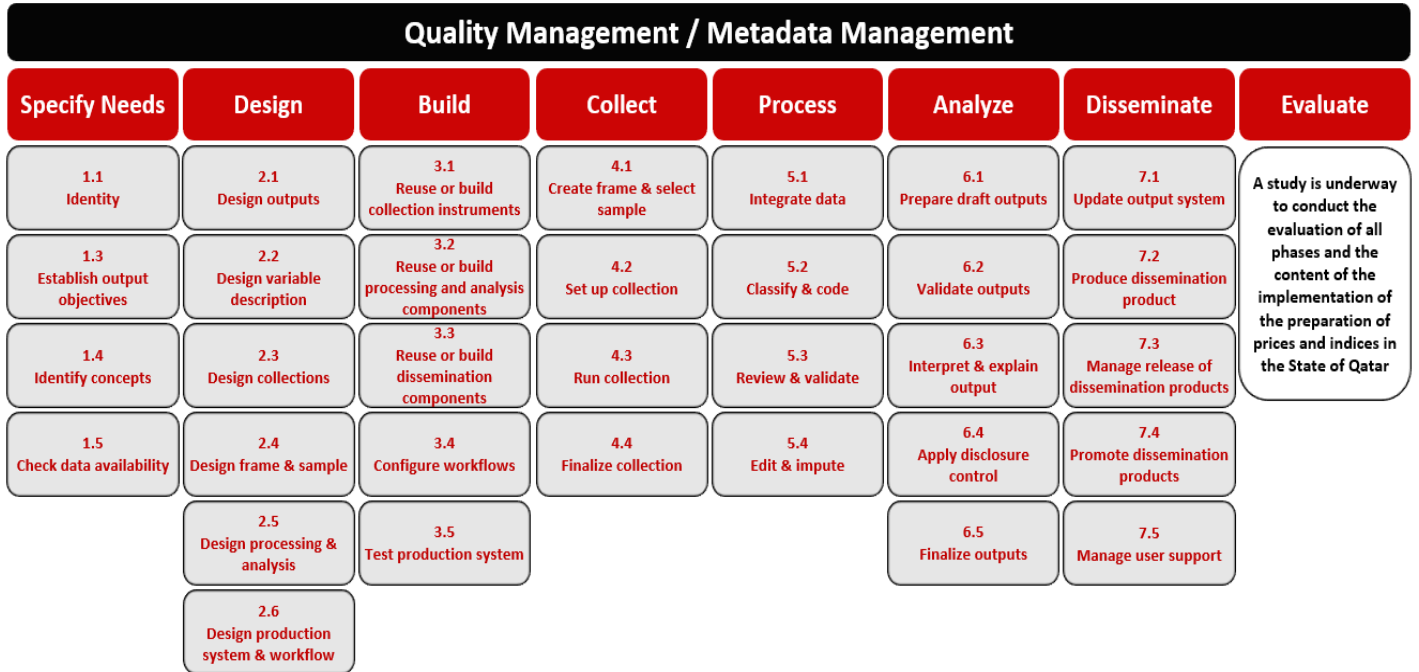 Quality Management / Metadata Management
Specify Needs
Design
Build
Collect
Process
Analyze
Disseminate
Evaluate
1.1
Identity
1.3
Establish output
objectives
1.4
Identify concepts
1.5
Check data availability
2.1
Design outputs
2.2
Design variable
description
2.3
Design collections
2.4
Design frame & sample
2.5
Design processing &
analysis
2.6
Design production
system & workflow
3.1
Reuse or build
collection instruments
3.2
Reuse or build
processing and analysis
components
3.3
Reuse or build
dissemination
components
3.4
Configure workflows
3.5
Test production system
4.1
Create frame & select
sample
4.2
Set up collection
4.3
Run collection
4.4
Finalize collection
5.1
Integrate data
5.2
Classify & code
5.3
Review & validate
5.4
Edit & impute
6.1
Prepare draft outputs
6.2
Validate outputs
6.3
Interpret & explain
output
6.4
Apply disclosure
control
6.5
Finalize outputs
7.1
Update output system
7.2
Produce dissemination
product
7.3
Manage release of
dissemination products
7.4
Promote dissemination
products
7.5
Manage user support
A study is underway
to conduct the
evaluation of all
phases and the
content of the
implementation of
the preparation of
prices and indices in
the State of Qatar